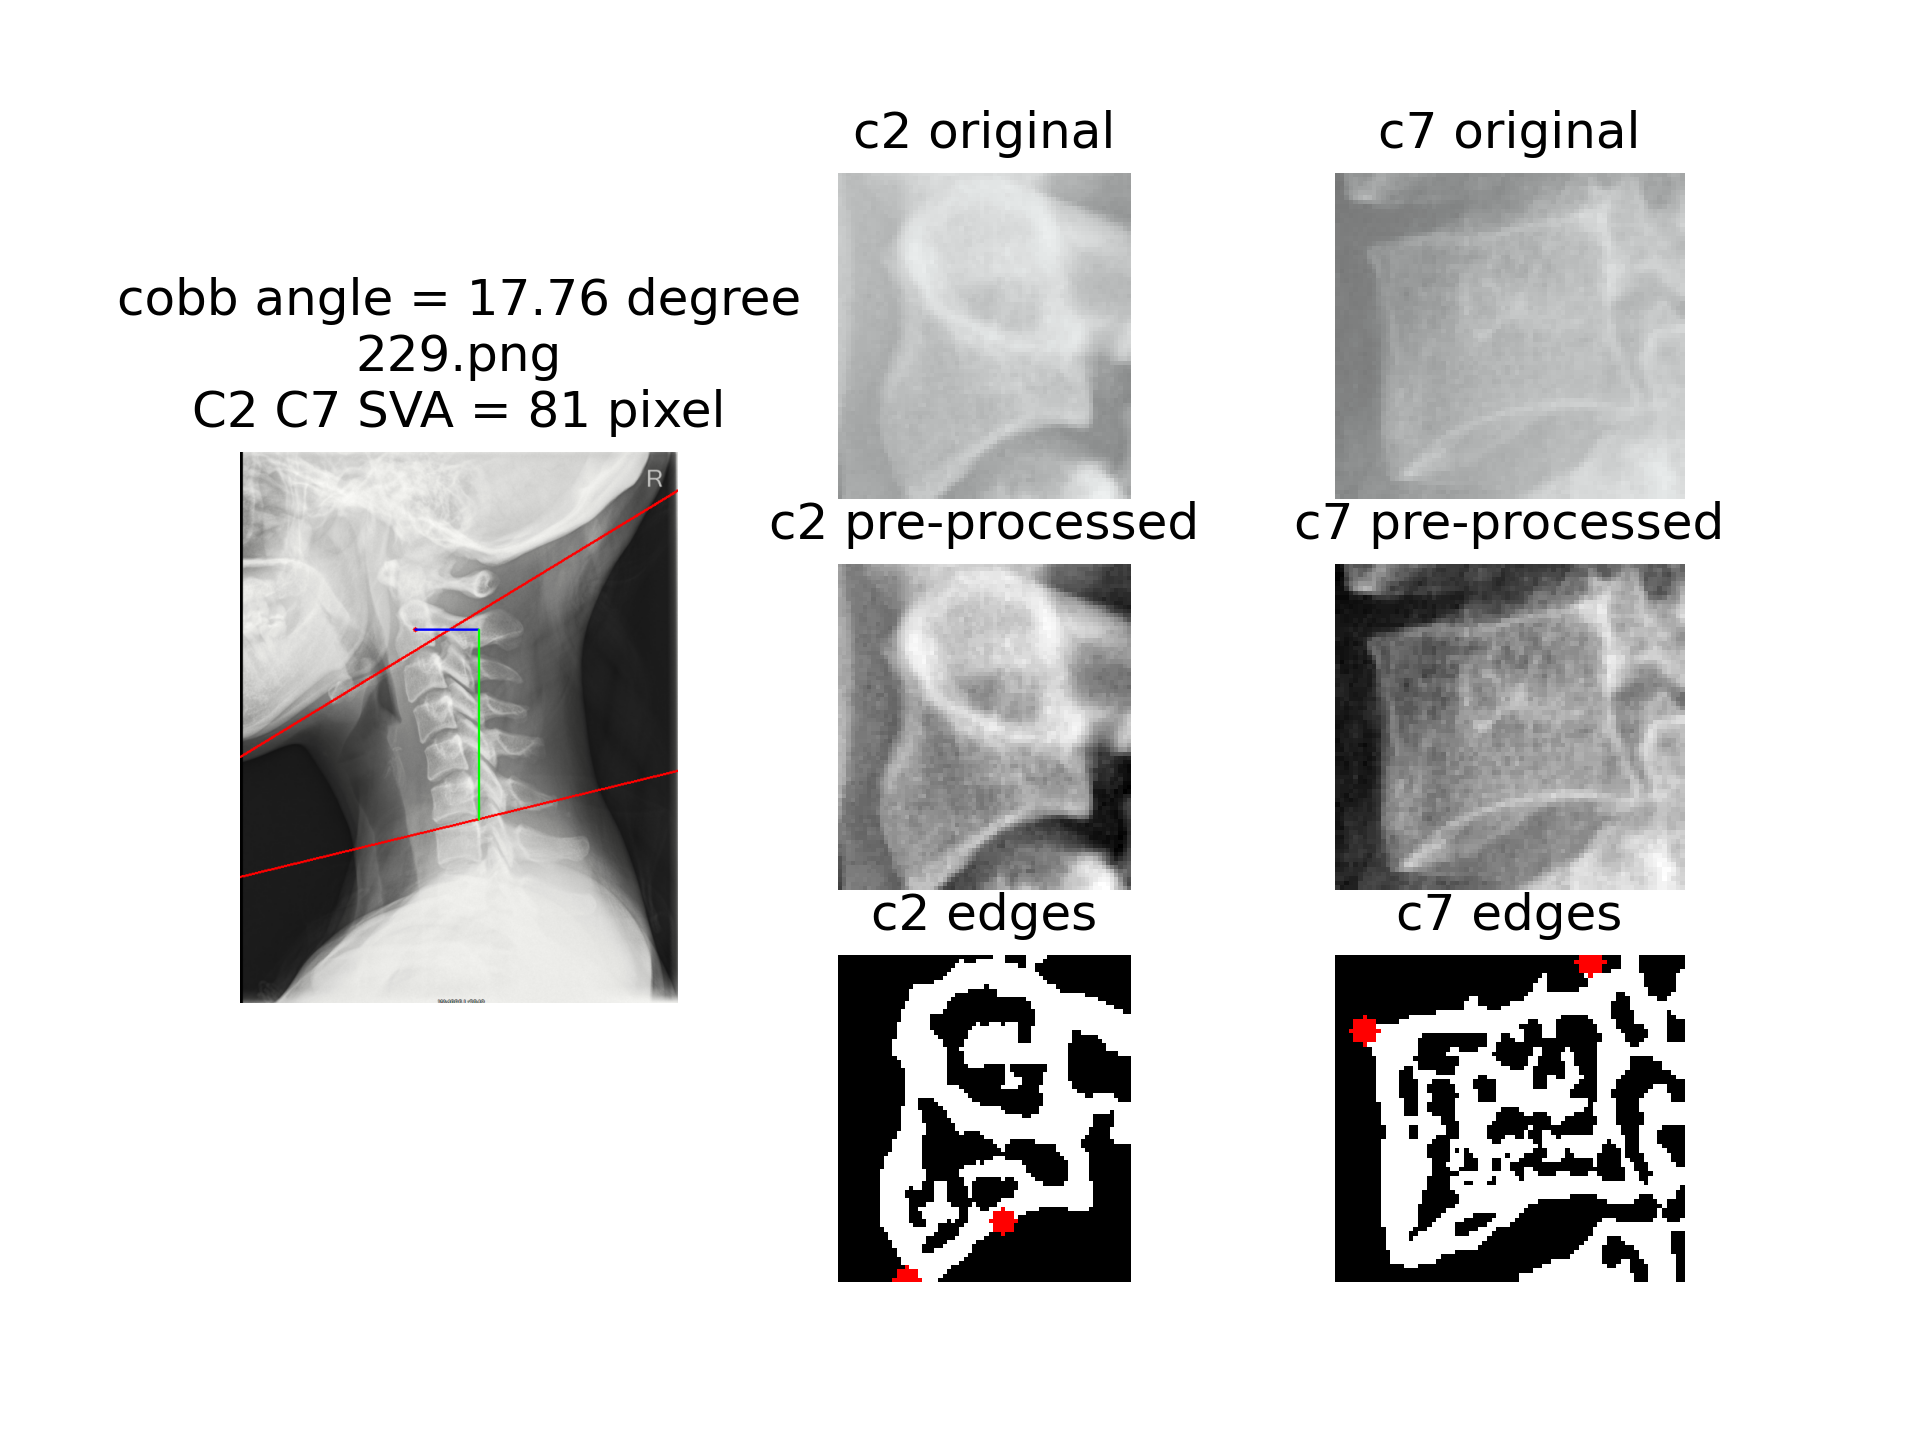 cobb angle = 17.76 degree
229.png
C2 C7 SVA = 81 pixel
R
c2 original
c7 original
c2 pre-processed
c7 pre-processed
c2 edges
c7 edges